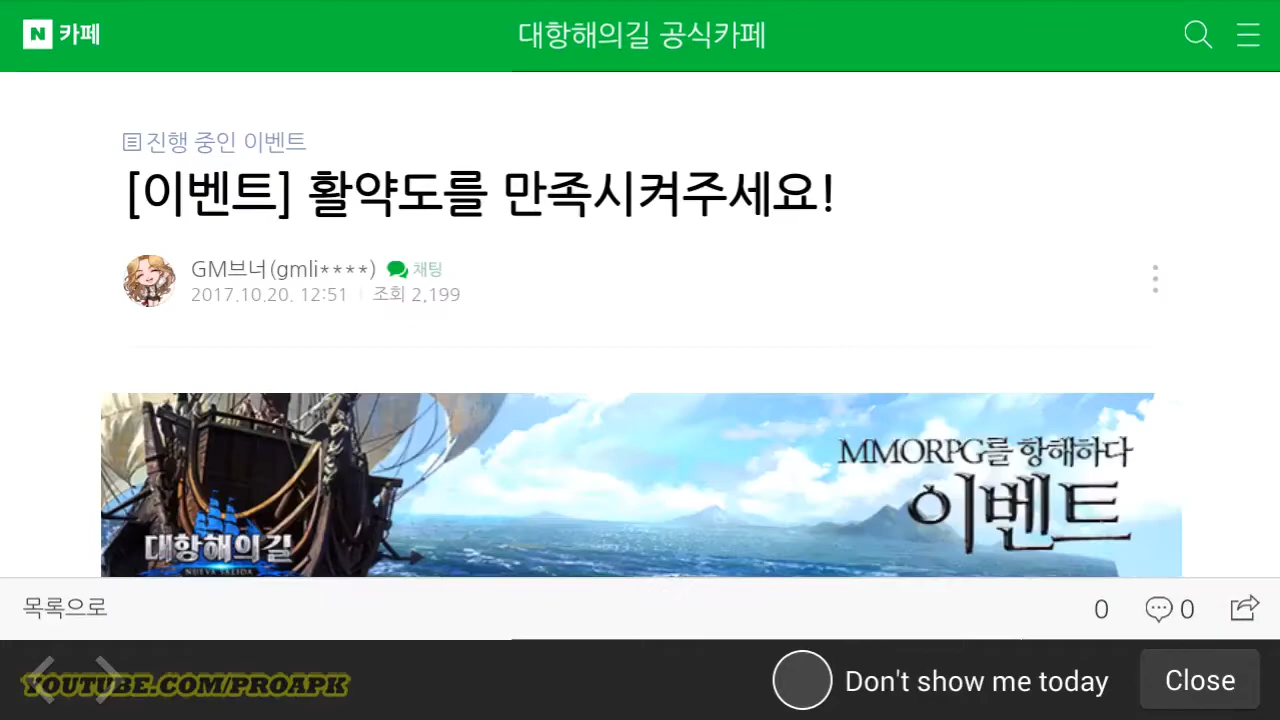 N 카페
대항해의길 공식카페
진행 중인 이벤트
[이벤트] 활약도를 만족시켜주세요!
GM브너(gmli****) 채팅
2017.10.20. 12:51 조회 2,199
MMORPG를 항해하다
이벤트
대항해의길
NUEVA SALIDA
목록으로
0 0
YOUTUBE.COM/PROAPK
Don't show me today
Close